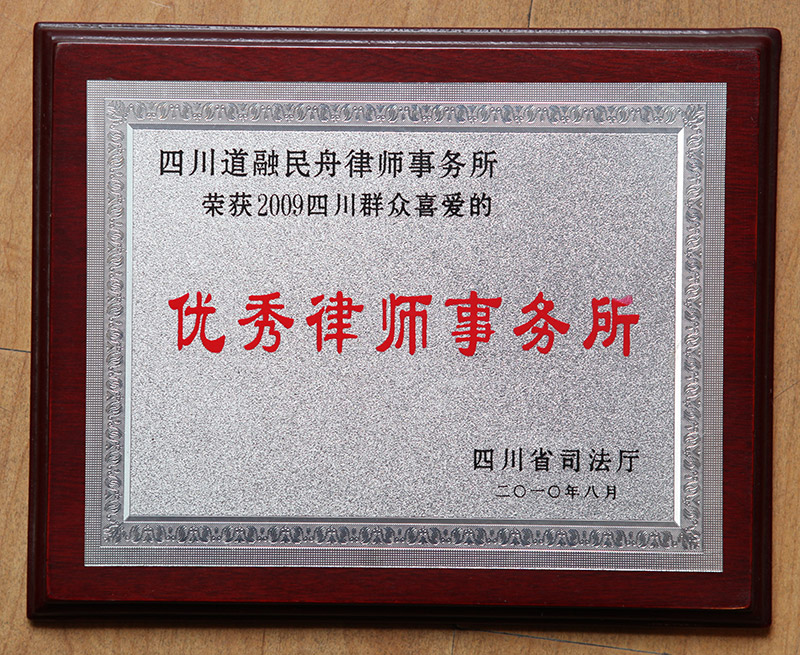 四川道融民舟律师事务所
荣获2009四川群众喜爱的
优秀律师事务所
四川省司法厅
二〇一〇年八月